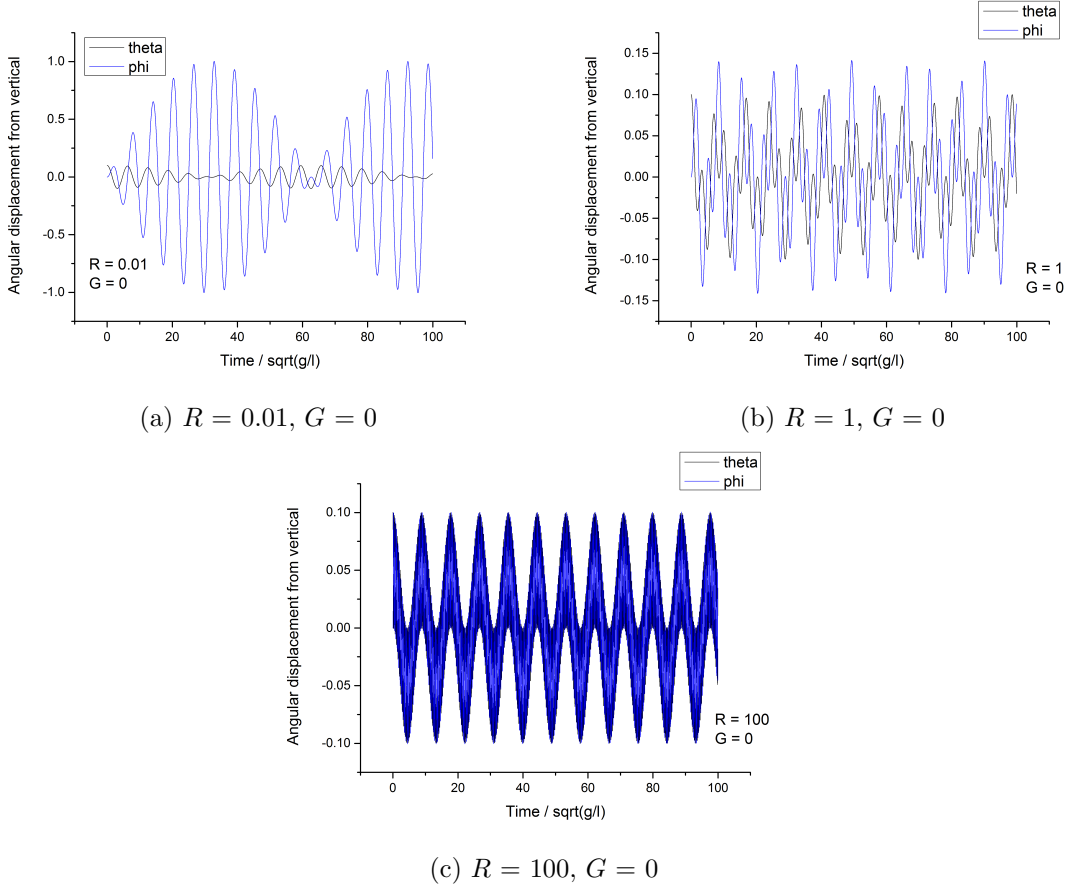 theta
phi
1.0
0.5
0.0
-0.5
-1.0
Angular displacement from vertical
R = 0.01
G = 0
0 20 40 60 80 100
Time / sqrt(g/l)
(a) R = 0.01, G = 0
theta
phi
0.15
0.10
0.05
0.00
-0.05
-0.10
-0.15
Angular displacement from vertical
R = 1
G = 0
0 20 40 60 80 100
Time / sqrt(g/l)
(b) R = 1, G = 0
theta
phi
0.10
0.05
0.00
-0.05
-0.10
Angular displacement from vertical
R = 100
G = 0
0 20 40 60 80 100
Time / sqrt(g/l)
(c) R = 100, G = 0